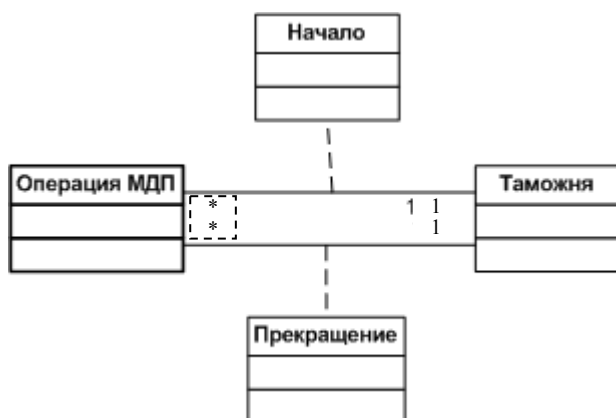 Начало
Операция МДП
* 1 1
* 1
Таможня
Прекращение